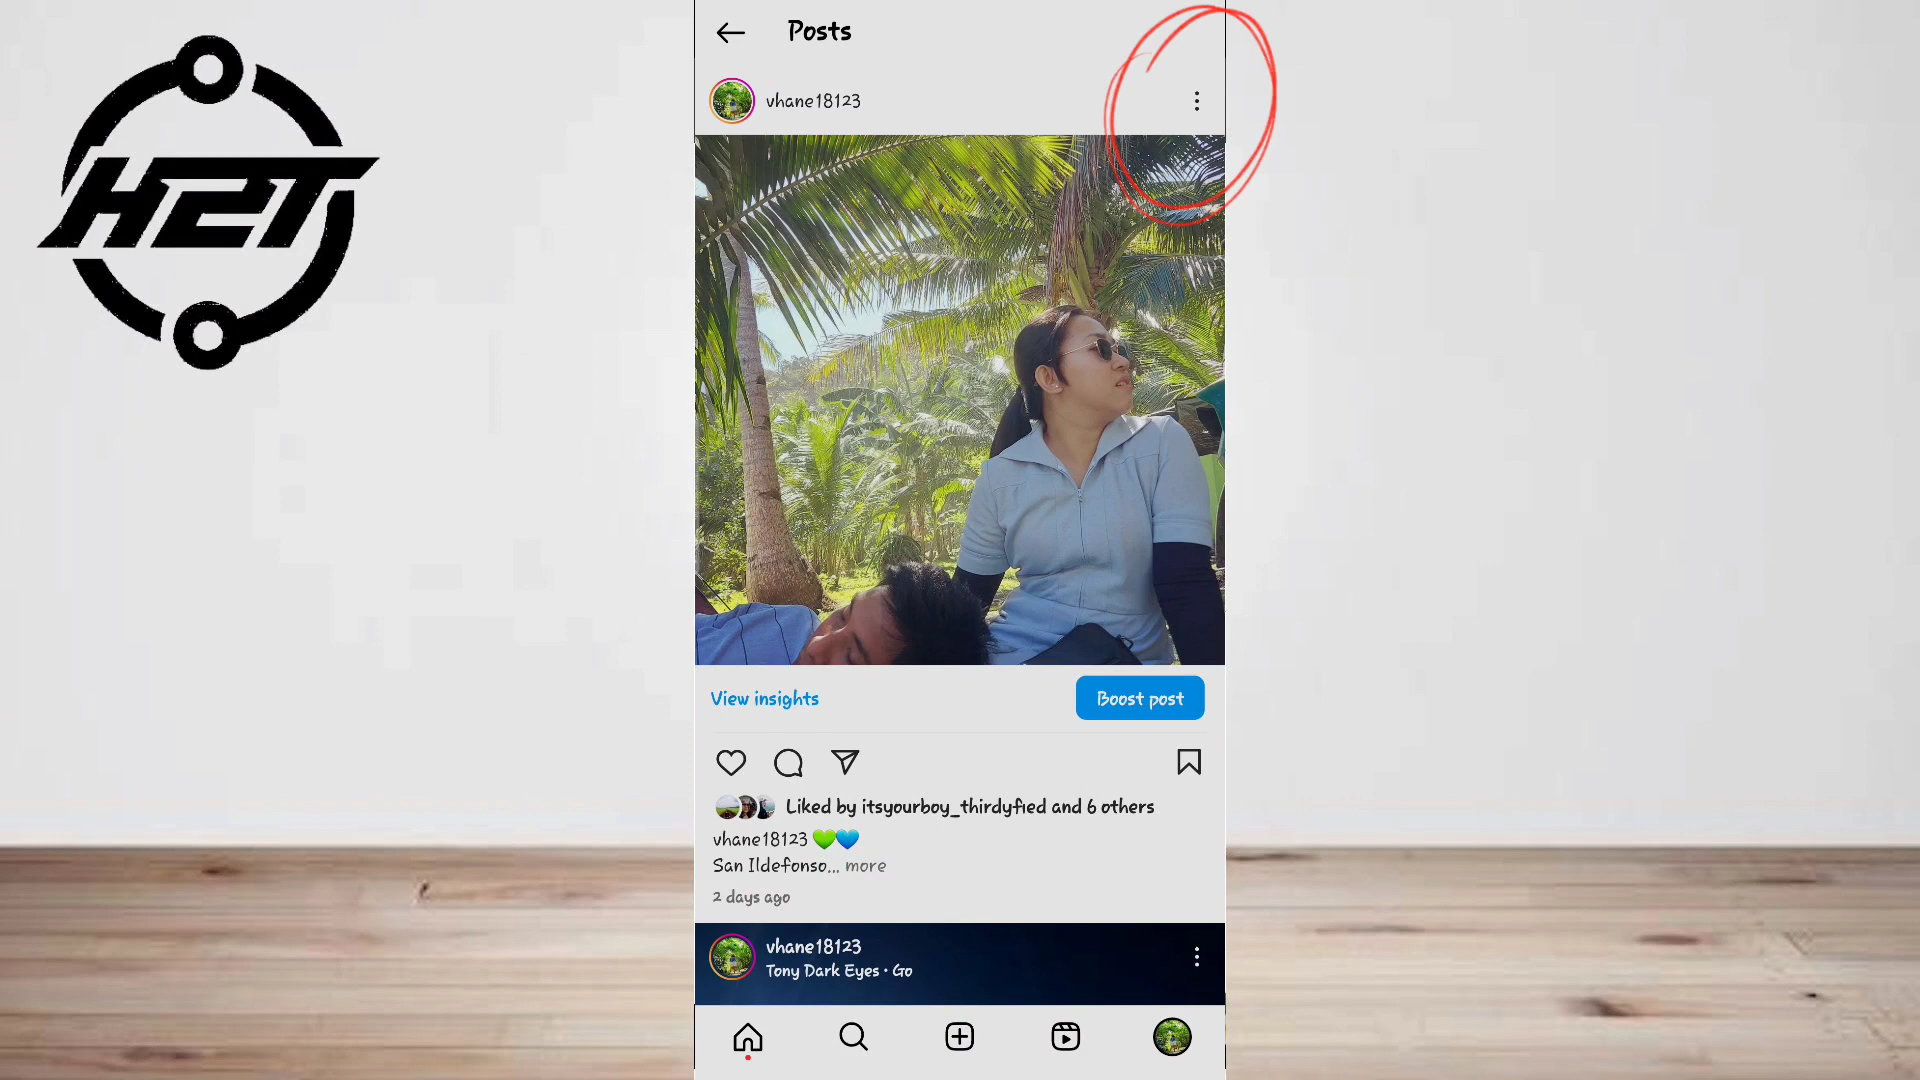 H2T
Posts
vhane18123
View insights
Boost post
Liked by itsyourboy_thirdyfied and 6 others
vhane18123 💚💙
San Ildefonso... more
2 days ago
vhane18123
Tony Dark Eyes • Go